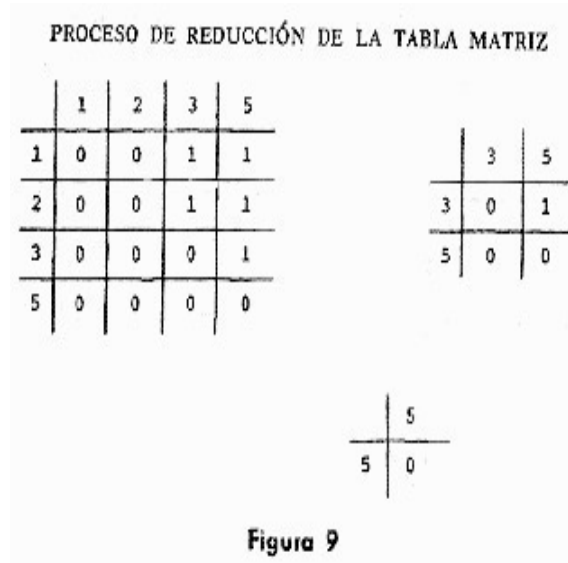 PROCESO DE REDUCCIÓN DE LA TABLA MATRIZ
1 2 3 5
1 0 0 1 1
2 0 0 1 1
3 0 0 0 1
5 0 0 0 0
3 5
3 0 1
5 0 0
5
5 0
Figura 9